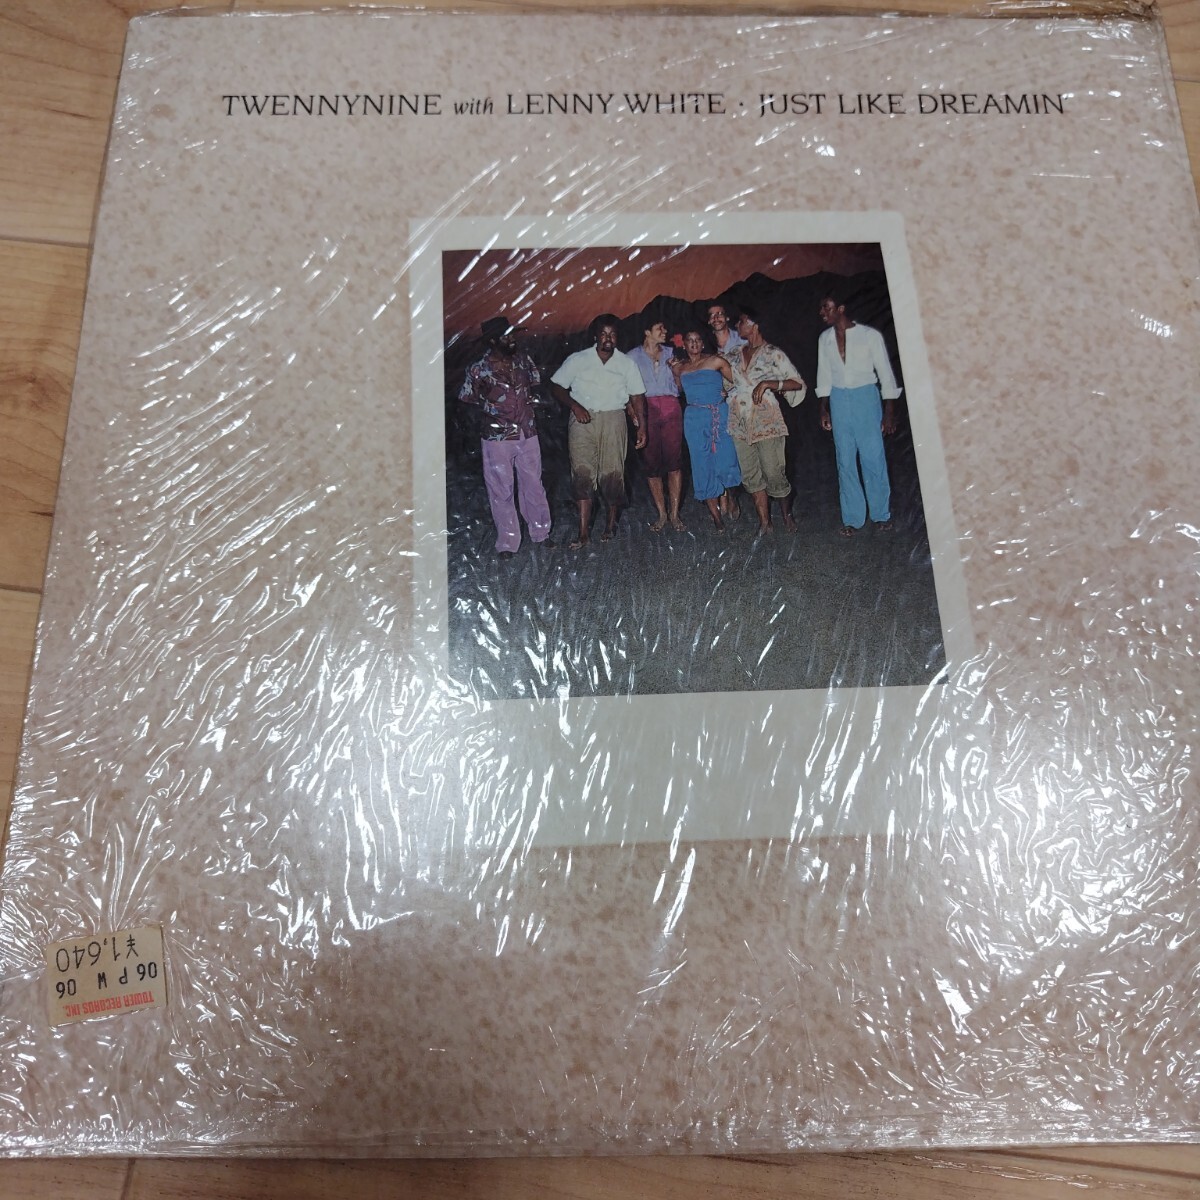 TWENNYNINE with LENNY WHITE · JUST LIKE DREAMIN'
TOWER RECORDS INC.
06 P W 06
¥1,640